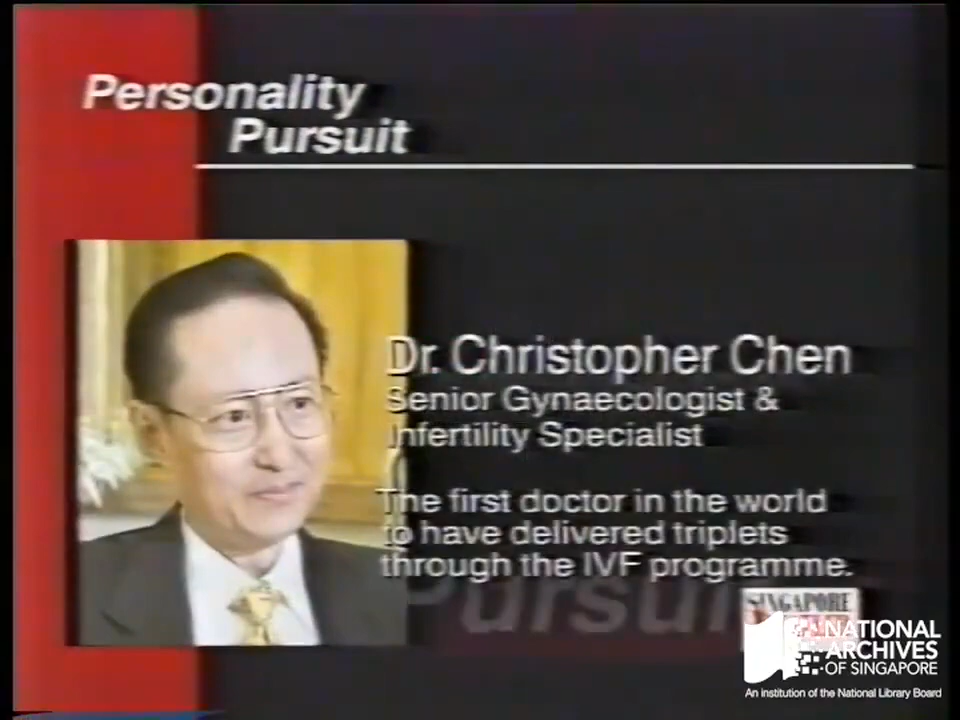 Personality
Pursuit
Dr. Christopher Chen
Senior Gynaecologist &
Infertility Specialist
The first doctor in the world
to have delivered triplets
through the IVF programme.
Pursuit
SINGAPORE
NATIONAL
ARCHIVES
OF SINGAPORE
An institution of the National Library Board